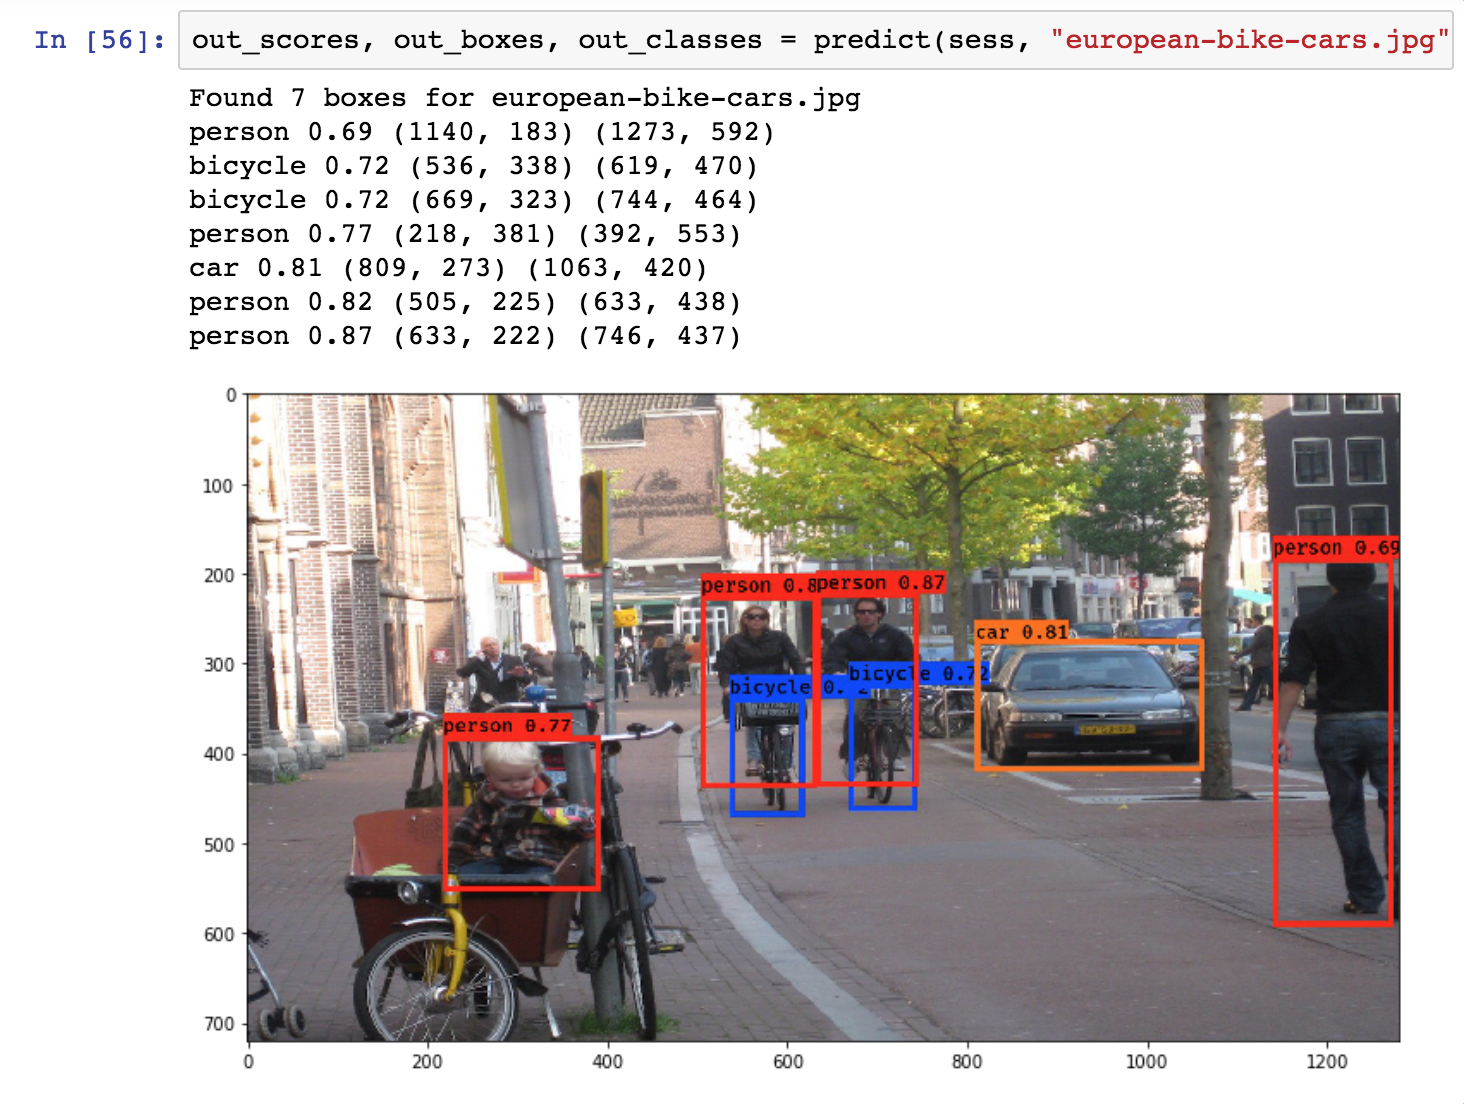 In [56]: out_scores, out_boxes, out_classes = predict(sess, "european-bike-cars.jpg"
Found 7 boxes for european-bike-cars.jpg
person 0.69 (1140, 183) (1273, 592)
bicycle 0.72 (536, 338) (619, 470)
bicycle 0.72 (669, 323) (744, 464)
person 0.77 (218, 381) (392, 553)
car 0.81 (809, 273) (1063, 420)
person 0.82 (505, 225) (633, 438)
person 0.87 (633, 222) (746, 437)
0
100
200
300
400
500
600
700
person 0.69
person 0.8
person 0.87
car 0.81
bicycle 0.72
bicycle 0.
person 0.77
0 200 400 600 800 1000 1200